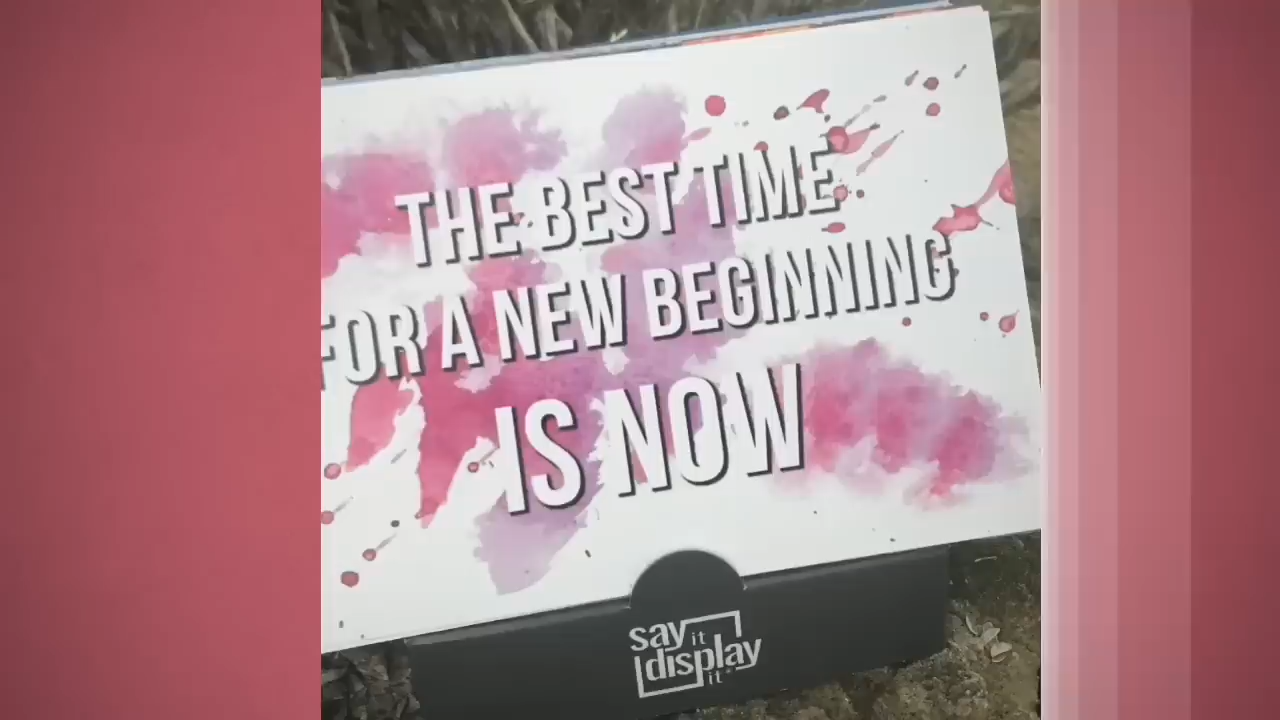 THE BEST TIME
FOR A NEW BEGINNING
IS NOW
say it
display
it